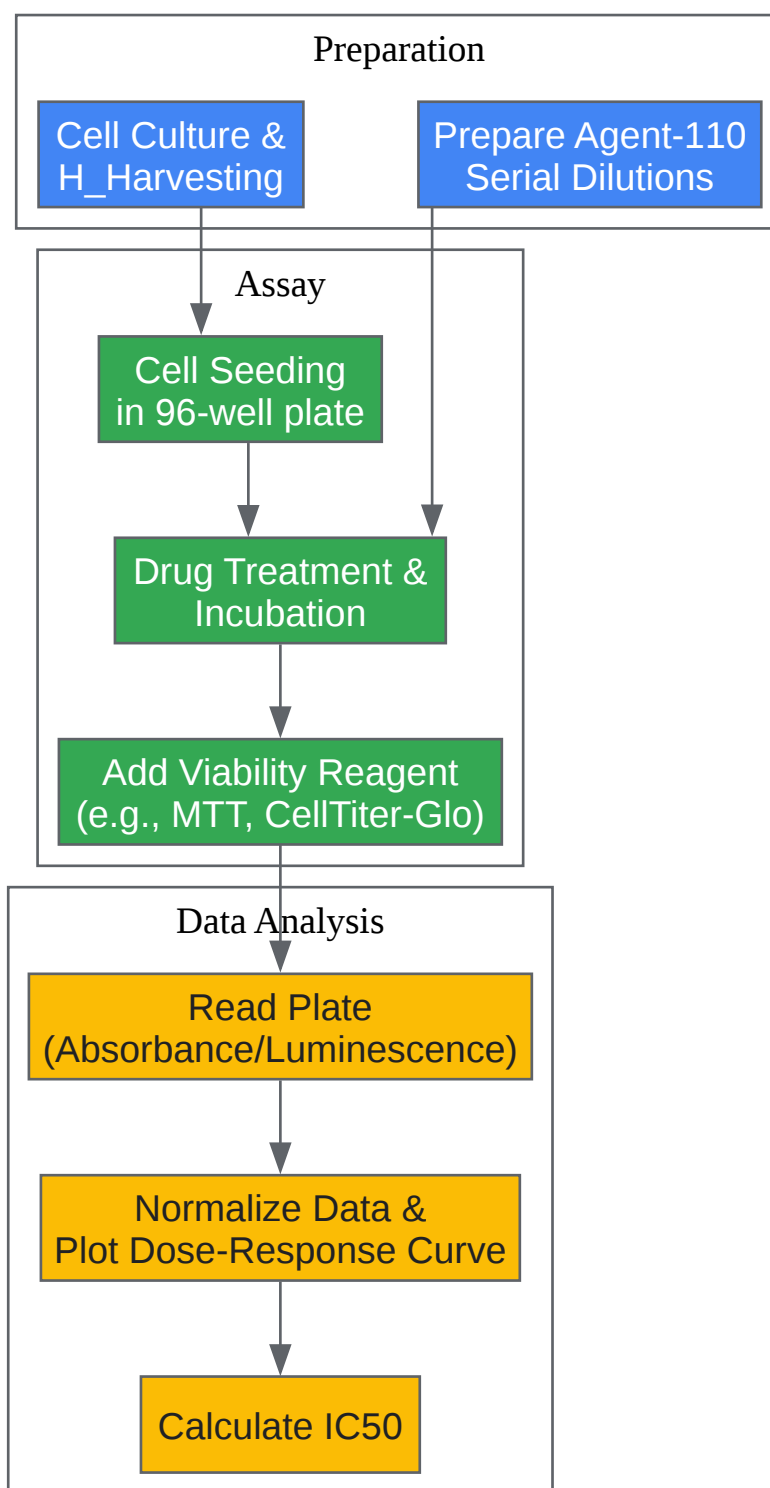 Preparation
Cell Culture &
H_Harvesting
Prepare Agent-110
Serial Dilutions
Assay
Cell Seeding
in 96-well plate
Drug Treatment &
Incubation
Add Viability Reagent
(e.g., MTT, CellTiter-Glo)
Data Analysis
Read Plate
(Absorbance/Luminescence)
Normalize Data &
Plot Dose-Response Curve
Calculate IC50